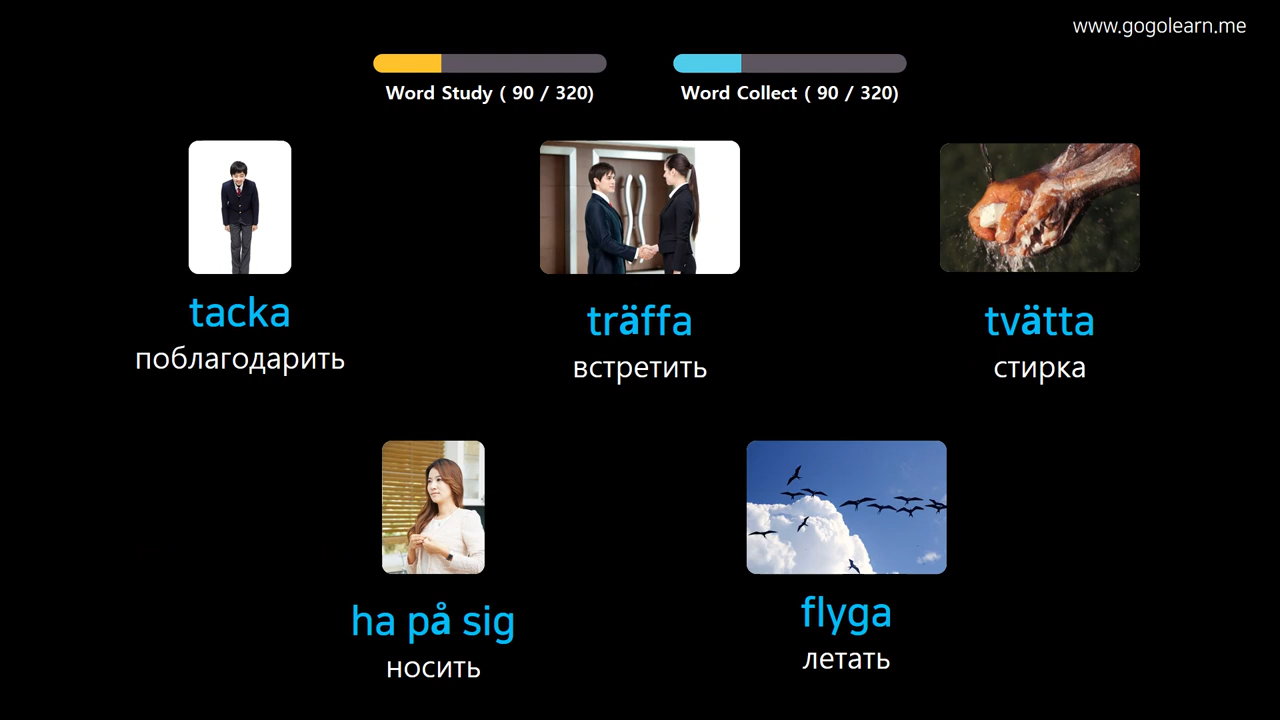 www.gogolearn.me
Word Study ( 90 / 320)
Word Collect ( 90 / 320)
tacka
поблагодарить
träffa
встретить
tvätta
стирка
ha på sig
носить
flyga
летать